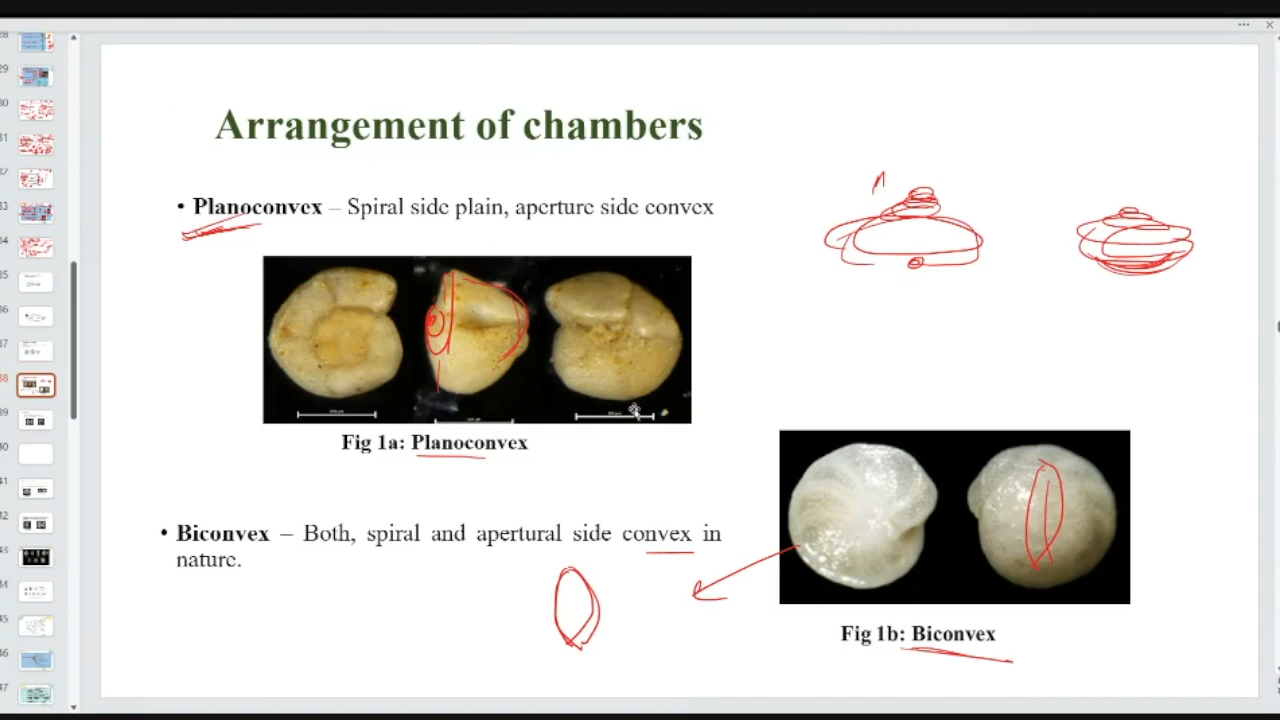 Arrangement of chambers
• Planoconvex – Spiral side plain, aperture side convex
Fig 1a: Planoconvex
• Biconvex – Both, spiral and apertural side convex in
nature.
Fig 1b: Biconvex